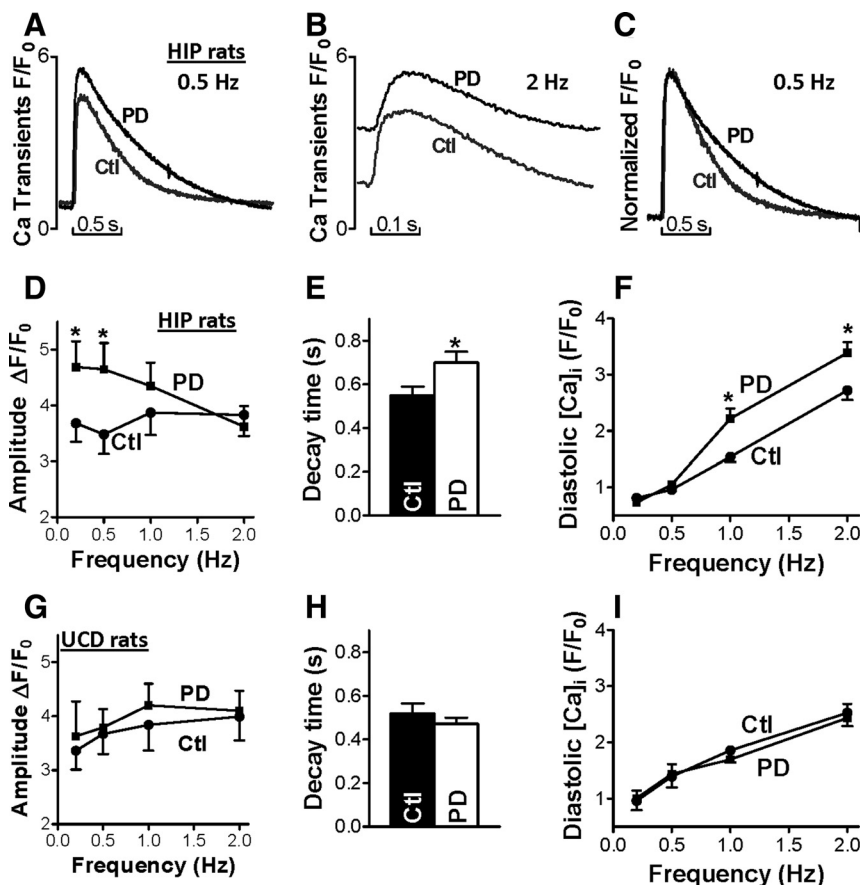 A
HIP rats
0.5 Hz
Ca Transients F/F0
6
0
PD
Ctl
0.5 s
B
2 Hz
Ca Transients F/F0
6
0
PD
Ctl
0.1 s
C
0.5 Hz
Normalized F/F0
PD
Ctl
0.5 s
D
HIP rats
Amplitude ΔF/F0
5
4
3
2
* *
PD
Ctl
0.0 0.5 1.0 1.5 2.0
Frequency (Hz)
E
Decay time (s)
0.8
0.6
0.4
0.2
0.0
*
Ctl
PD
F
Diastolic [Ca]i (F/F0)
4
3
2
1
*
*
PD
Ctl
0.0 0.5 1.0 1.5 2.0
Frequency (Hz)
G
UCD rats
Amplitude ΔF/F0
5
4
3
2
PD
Ctl
0.0 0.5 1.0 1.5 2.0
Frequency (Hz)
H
Decay time (s)
0.8
0.6
0.4
0.2
0.0
Ctl
PD
I
Diastolic [Ca]i (F/F0)
4
3
2
1
Ctl
PD
0.0 0.5 1.0 1.5 2.0
Frequency (Hz)